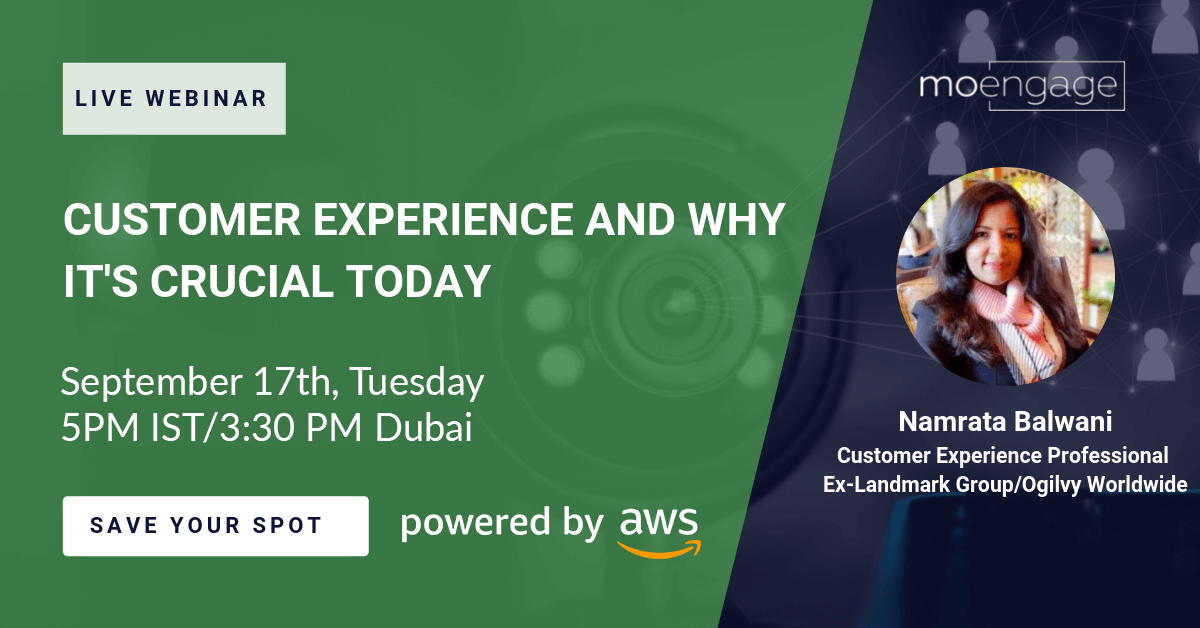 LIVE WEBINAR
CUSTOMER EXPERIENCE AND WHY
IT'S CRUCIAL TODAY
September 17th, Tuesday
5PM IST/3:30 PM Dubai
SAVE YOUR SPOT
powered by aws
moengage
Namrata Balwani
Customer Experience Professional
Ex-Landmark Group/Ogilvy Worldwide